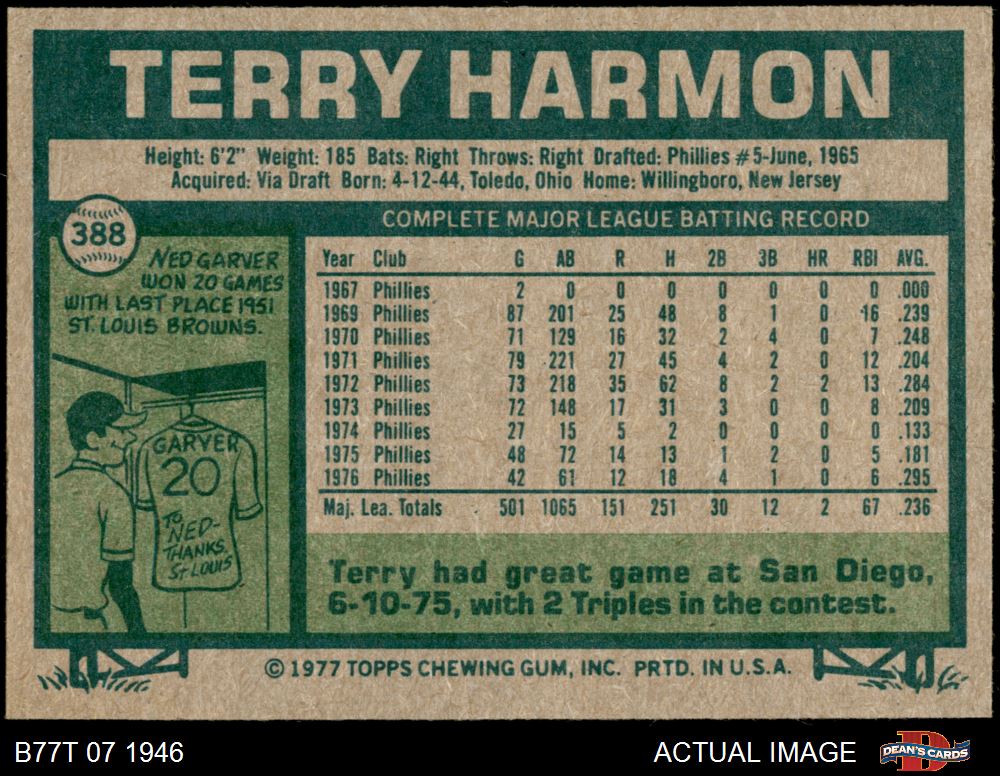 TERRY HARMON
Height: 6'2" Weight: 185 Bats: Right Throws: Right Drafted: Phillies #5-June, 1965
Acquired: Via Draft Born: 4-12-44, Toledo, Ohio Home: Willingboro, New Jersey
388
NED GARVER
WON 20 GAMES
WITH LAST PLACE 1951
ST. LOUIS BROWNS.
GARVER
20
TO
NED-
THANKS,
St LOUIS
COMPLETE MAJOR LEAGUE BATTING RECORD
Year Club G AB R H 2B 3B HR RBI AVG.
1967 Phillies 2 0 0 0 0 0 0 0 .000
1969 Phillies 87 201 25 48 8 1 0 16 .239
1970 Phillies 71 129 16 32 2 4 0 7 .248
1971 Phillies 79 221 27 45 4 2 0 12 .204
1972 Phillies 73 218 35 62 8 2 2 13 .284
1973 Phillies 72 148 17 31 3 0 0 8 .209
1974 Phillies 27 15 5 2 0 0 0 0 .133
1975 Phillies 48 72 14 13 1 2 0 5 .181
1976 Phillies 42 61 12 18 4 1 0 6 .295
Maj. Lea. Totals 501 1065 151 251 30 12 2 67 .236
Terry had great game at San Diego,
6-10-75, with 2 Triples in the contest.
© 1977 TOPPS CHEWING GUM, INC. PRTD. IN U.S.A.
B77T 07 1946
ACTUAL IMAGE
DEAN'S CARDS